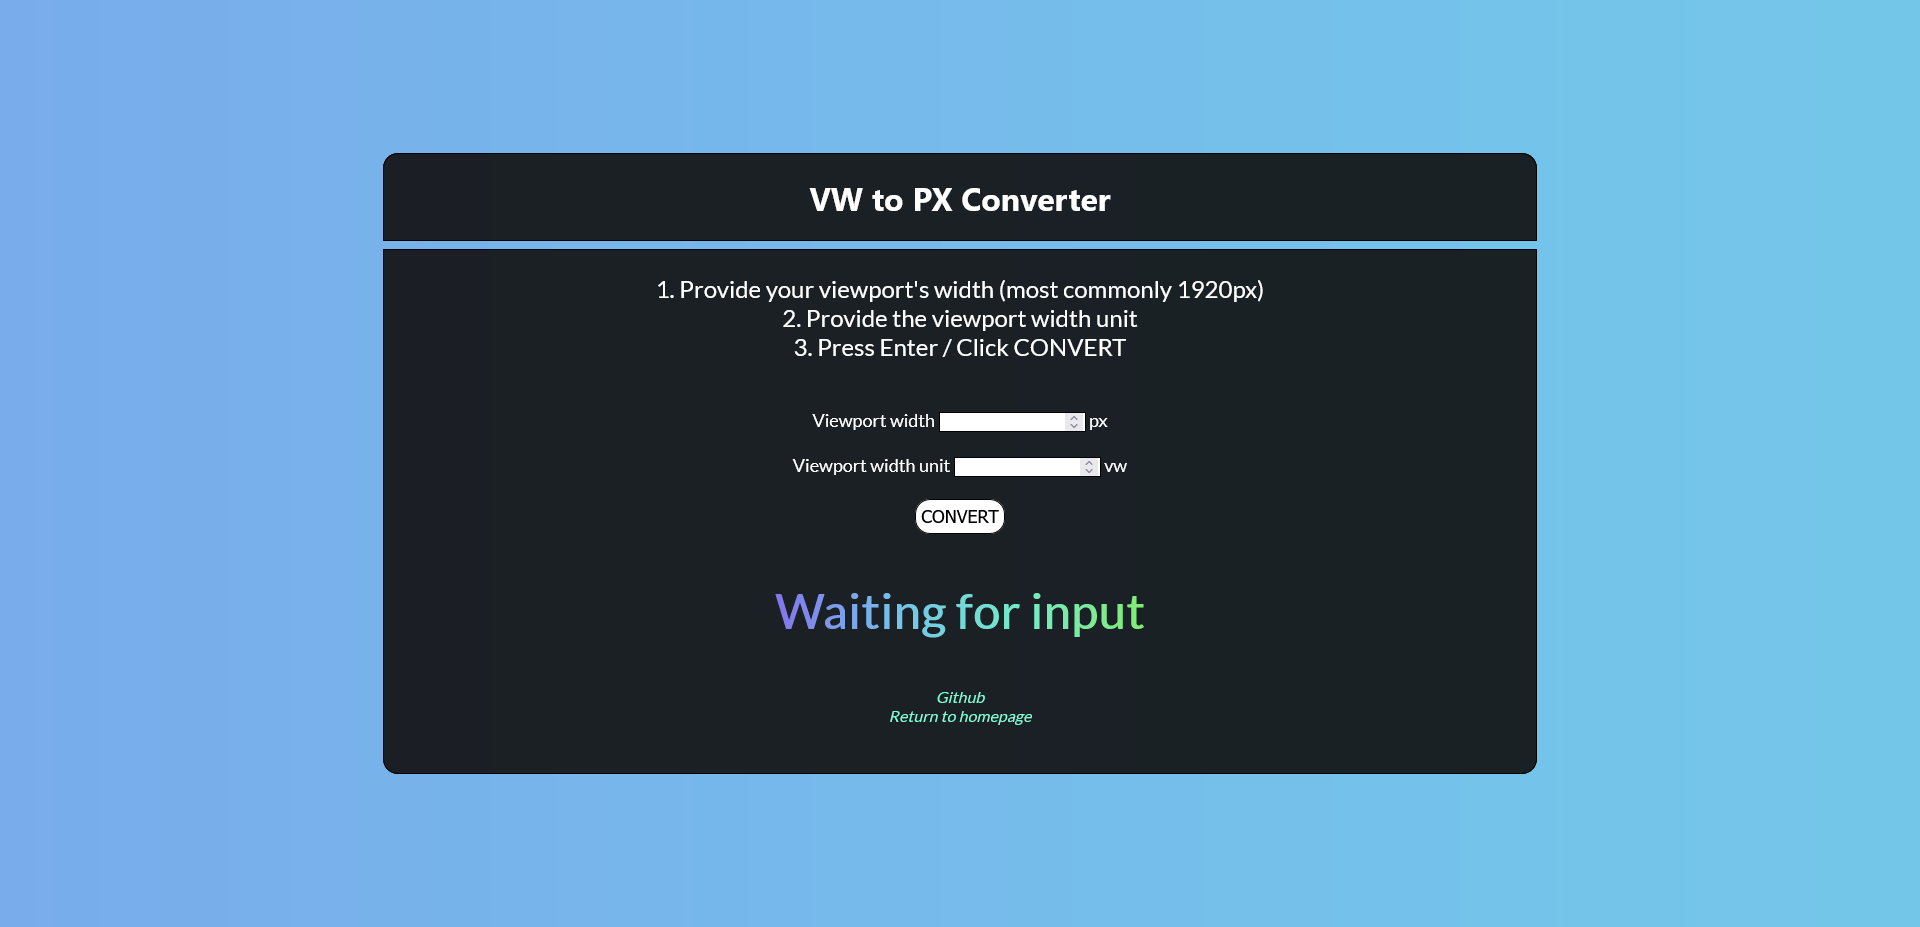 VW to PX Converter
1. Provide your viewport's width (most commonly 1920px)
2. Provide the viewport width unit
3. Press Enter / Click CONVERT
Viewport width px
Viewport width unit vw
CONVERT
Waiting for input
Github
Return to homepage